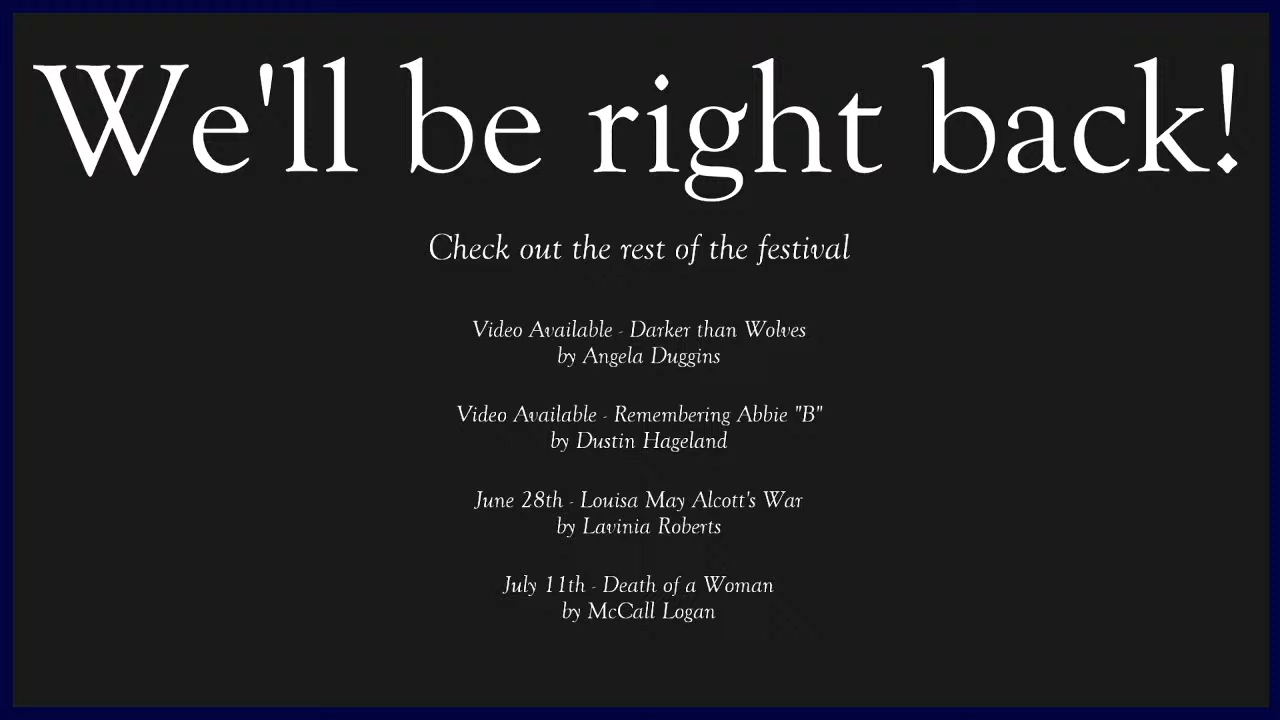 We'll be right back!
Check out the rest of the festival
Video Available - Darker than Wolves
by Angela Duggins
Video Available - Remembering Abbie "B"
by Dustin Hageland
June 28th - Louisa May Alcott's War
by Lavinia Roberts
July 11th - Death of a Woman
by McCall Logan